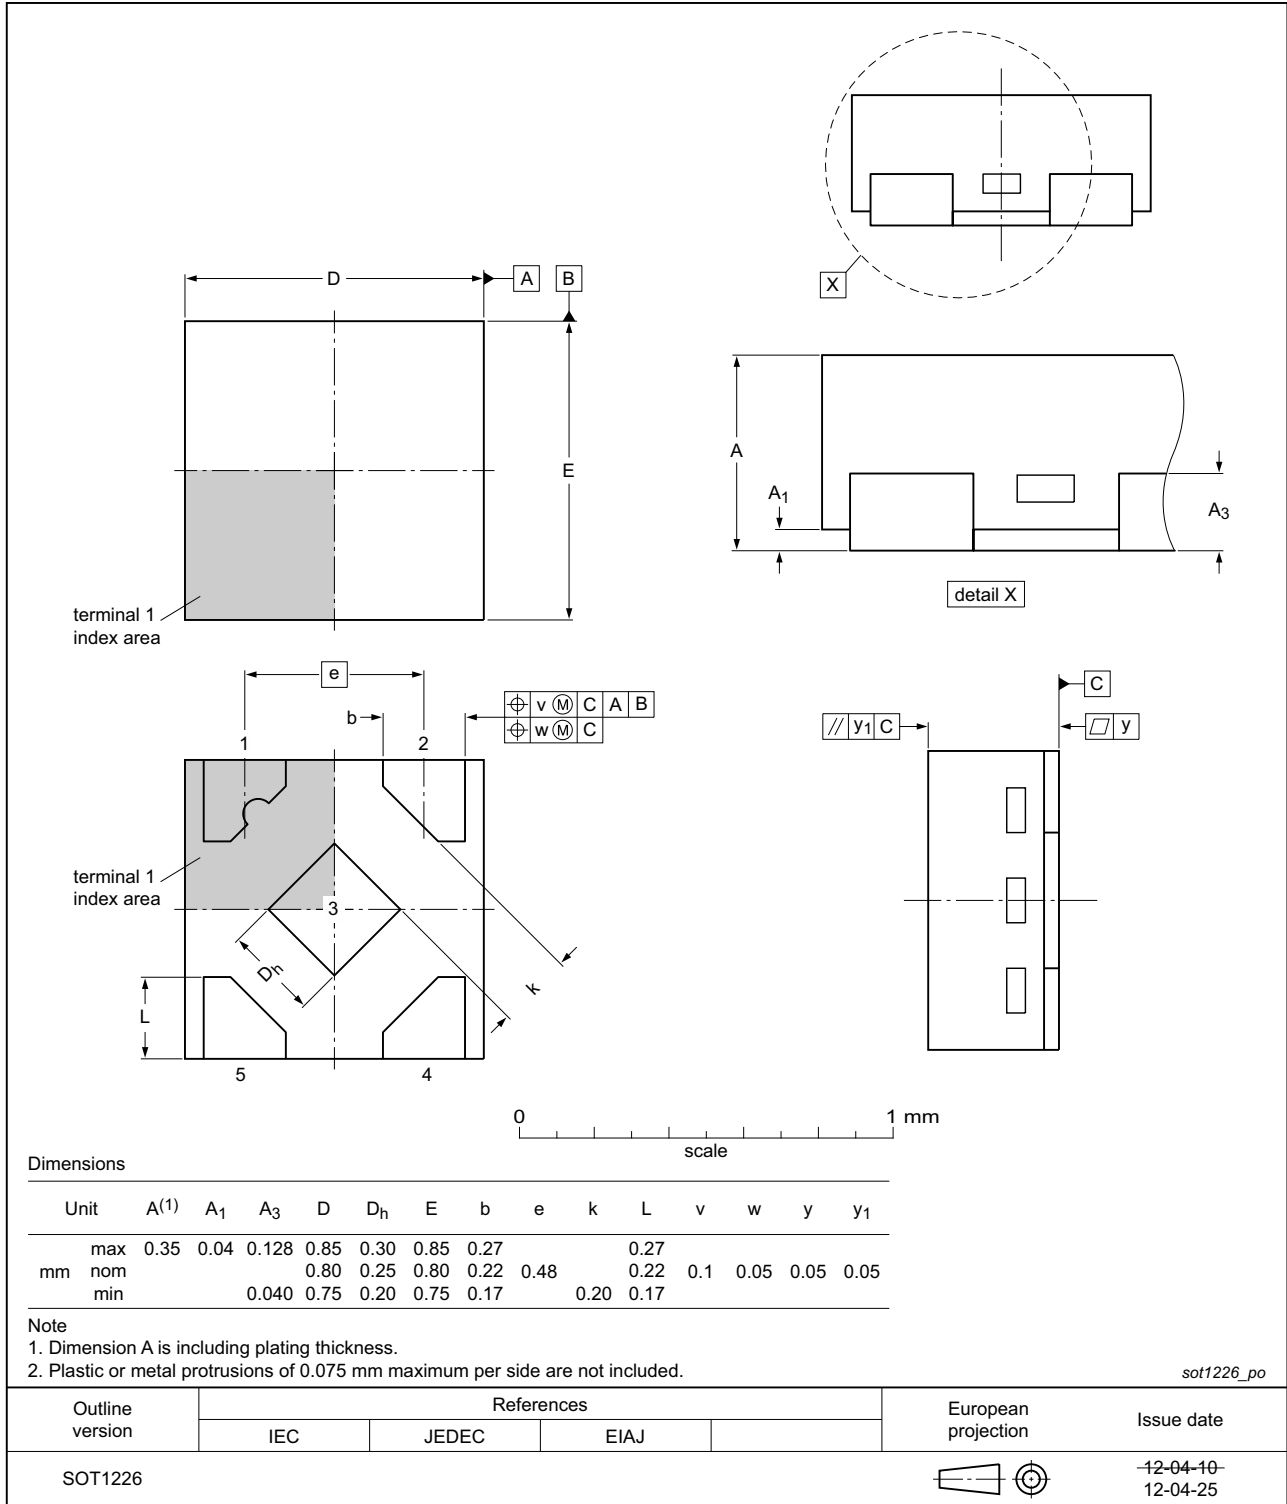 X
D A B
E
terminal 1
index area
A
A1
A3
detail X
e
b
v M C A B
w M C
1 2
terminal 1
index area
3
Dh
k
L
5 4
C
y1 C
y
0 1 mm
scale
Dimensions
Unit A(1) A1 A3 D Dh E b e k L v w y y1
max 0.35 0.04 0.128 0.85 0.30 0.85 0.27 0.27
mm nom 0.80 0.25 0.80 0.22 0.48 0.22 0.1 0.05 0.05 0.05
min 0.040 0.75 0.20 0.75 0.17 0.20 0.17
Note
1. Dimension A is including plating thickness.
2. Plastic or metal protrusions of 0.075 mm maximum per side are not included.
sot1226_po
Outline
version
References
IEC JEDEC EIAJ
European
projection
Issue date
SOT1226
12-04-10
12-04-25